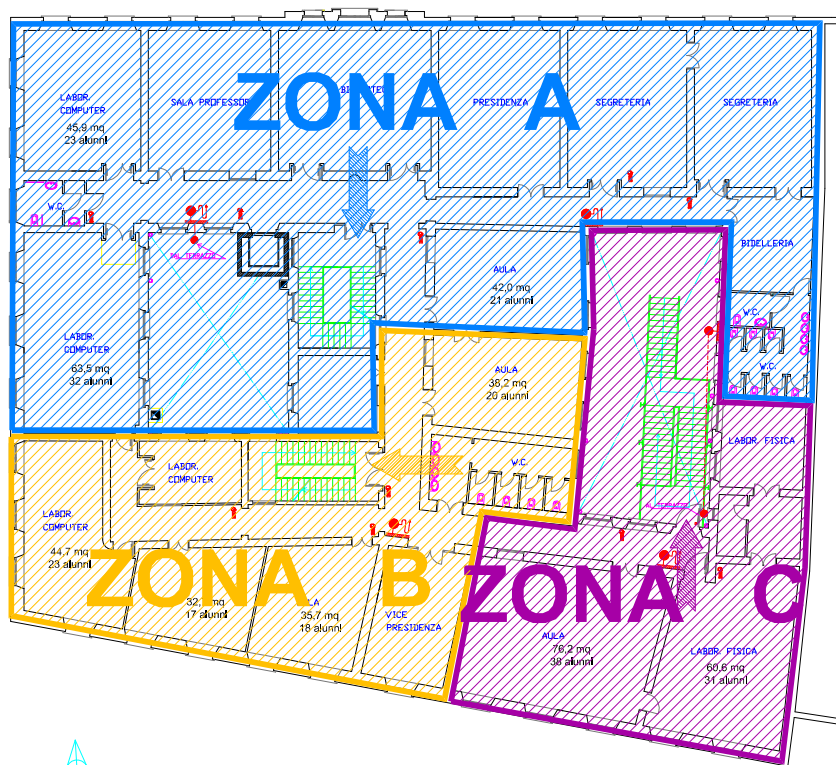 LABOR.
COMPUTER
45,9 mq
23 alunni
SALA PROFESSORI
PRESIDENZA
SEGRETERIA
SEGRETERIA
ZONA A
W.C.
BIDELLERIA
AULA
42,0 mq
21 alunni
W.C.
W.C.
LABOR.
COMPUTER
63,5 mq
32 alunni
AULA
38,2 mq
20 alunni
LABOR. FISICA
LABOR.
COMPUTER
W.C.
LABOR.
COMPUTER
44,7 mq
23 alunni
ZONA B
17 alunni
35,7 mq
18 alunni
VICE
PRESIDENZA
ZONA C
AULA
76,2 mq
38 alunni
LABOR. FISICA
60,6 mq
31 alunni